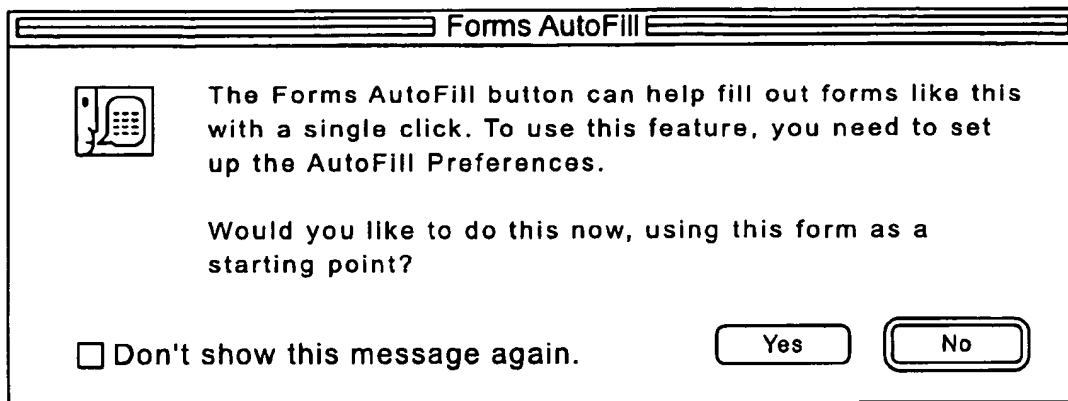 Forms AutoFill
The Forms AutoFill button can help fill out forms like this
with a single click. To use this feature, you need to set
up the AutoFill Preferences.
Would you like to do this now, using this form as a
starting point?
Don't show this message again.
Yes
No